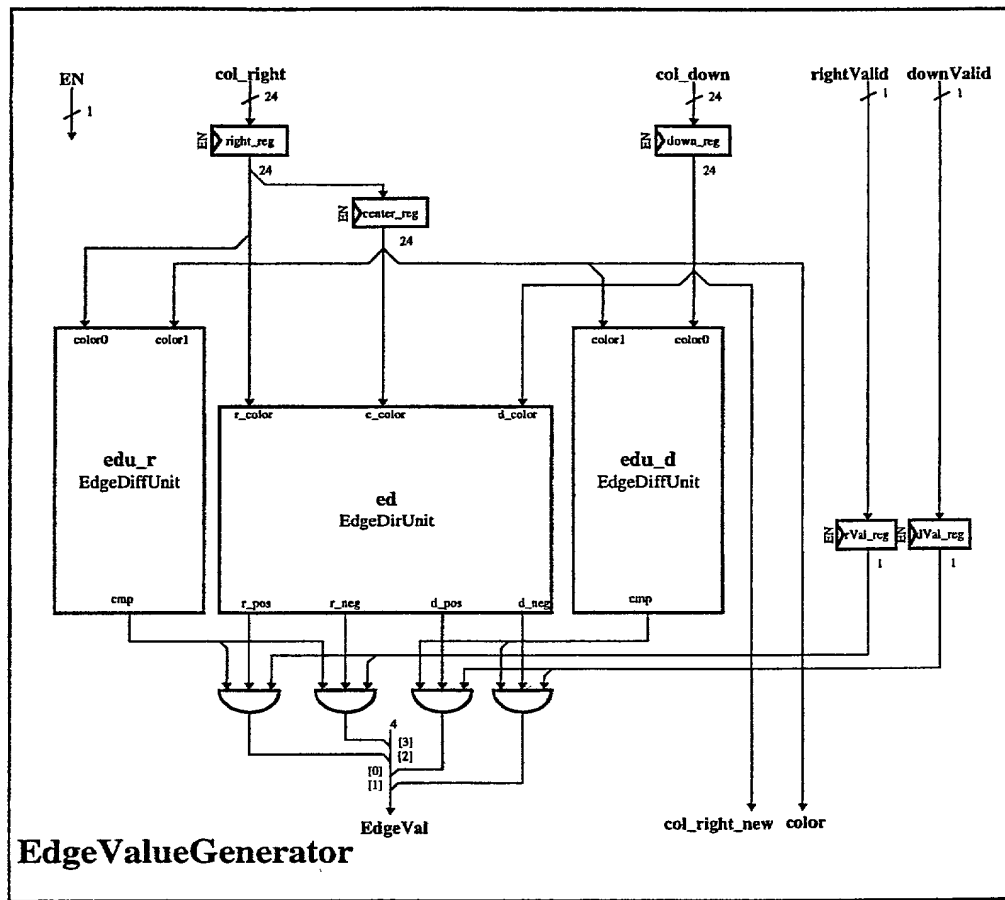 EN
col_right
col_down
rightValid
downValid
1
24
24
1
1
EN
right_reg
EN
down_reg
24
24
EN
center_reg
24
color0
color1
color1
color0
r_color
c_color
d_color
edu_r
EdgeDiffUnit
edu_d
EdgeDiffUnit
ed
EdgeDirUnit
EN
rVal_reg
EN
dVal_reg
1
1
cmp
r_pos
r_neg
d_pos
d_neg
cmp
4
[3]
[2]
[0]
[1]
EdgeVal
col_right_new
color
EdgeValueGenerator